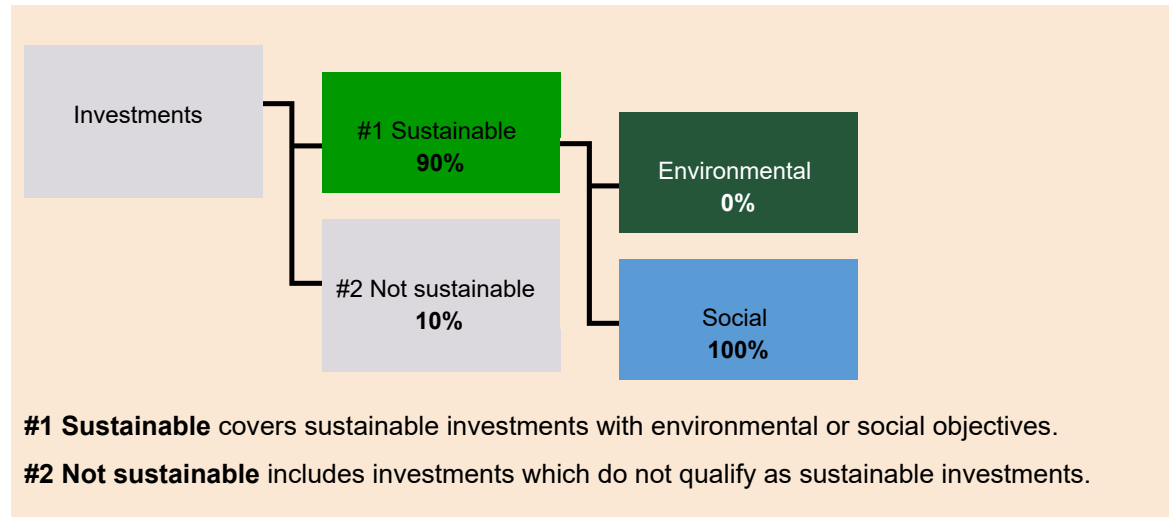 Investments
#1 Sustainable
90%
#2 Not sustainable
10%
Environmental
0%
Social
100%
#1 Sustainable covers sustainable investments with environmental or social objectives.
#2 Not sustainable includes investments which do not qualify as sustainable investments.